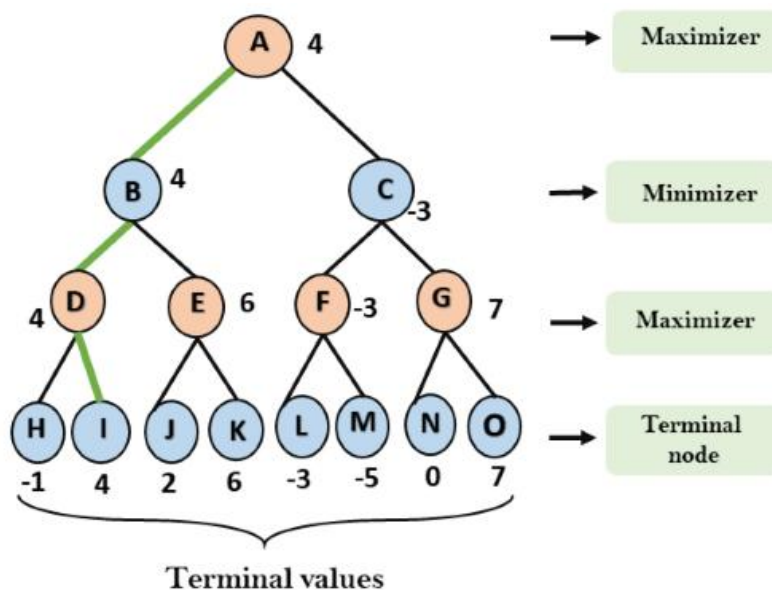 A 4 Maximizer
B 4 C -3 Minimizer
D 4 E 6 F -3 G 7 Maximizer
H I J K L M N O Terminal
node
-1 4 2 6 -3 -5 0 7
Terminal values